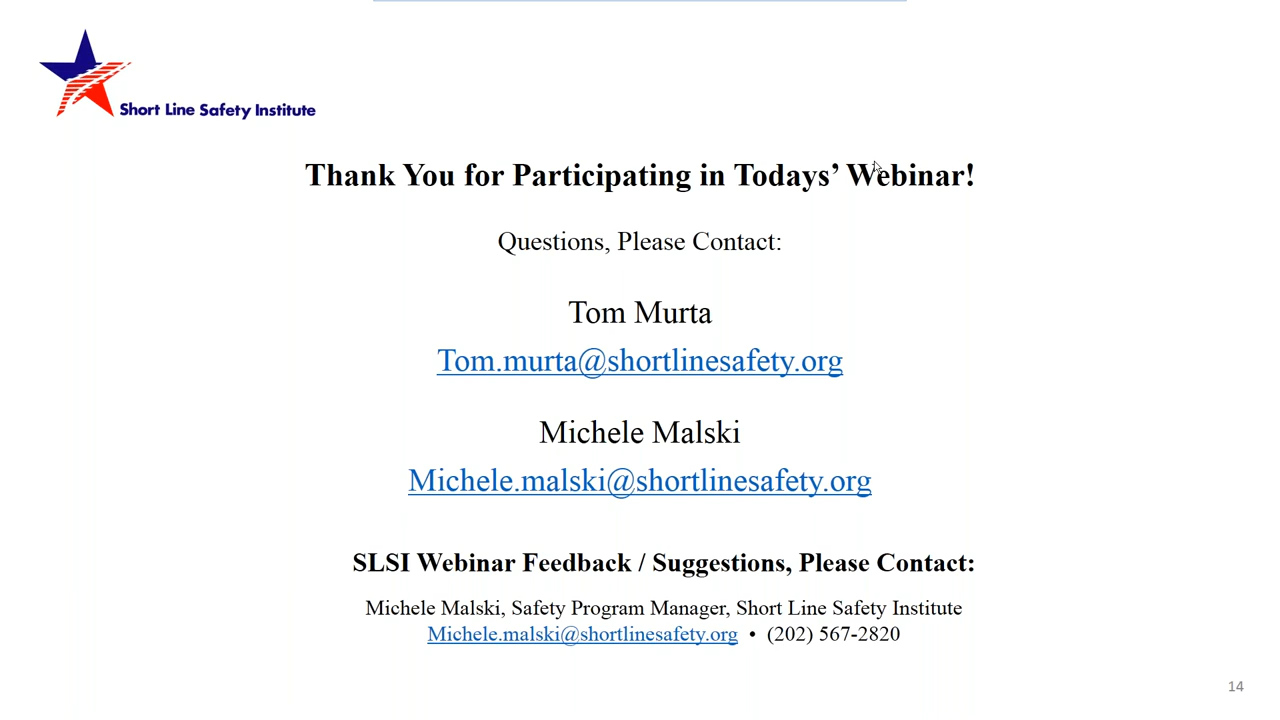 Short Line Safety Institute
Thank You for Participating in Todays’ Webinar!
Questions, Please Contact:
Tom Murta
Tom.murta@shortlinesafety.org
Michele Malski
Michele.malski@shortlinesafety.org
SLSI Webinar Feedback / Suggestions, Please Contact:
Michele Malski, Safety Program Manager, Short Line Safety Institute
Michele.malski@shortlinesafety.org • (202) 567-2820
14